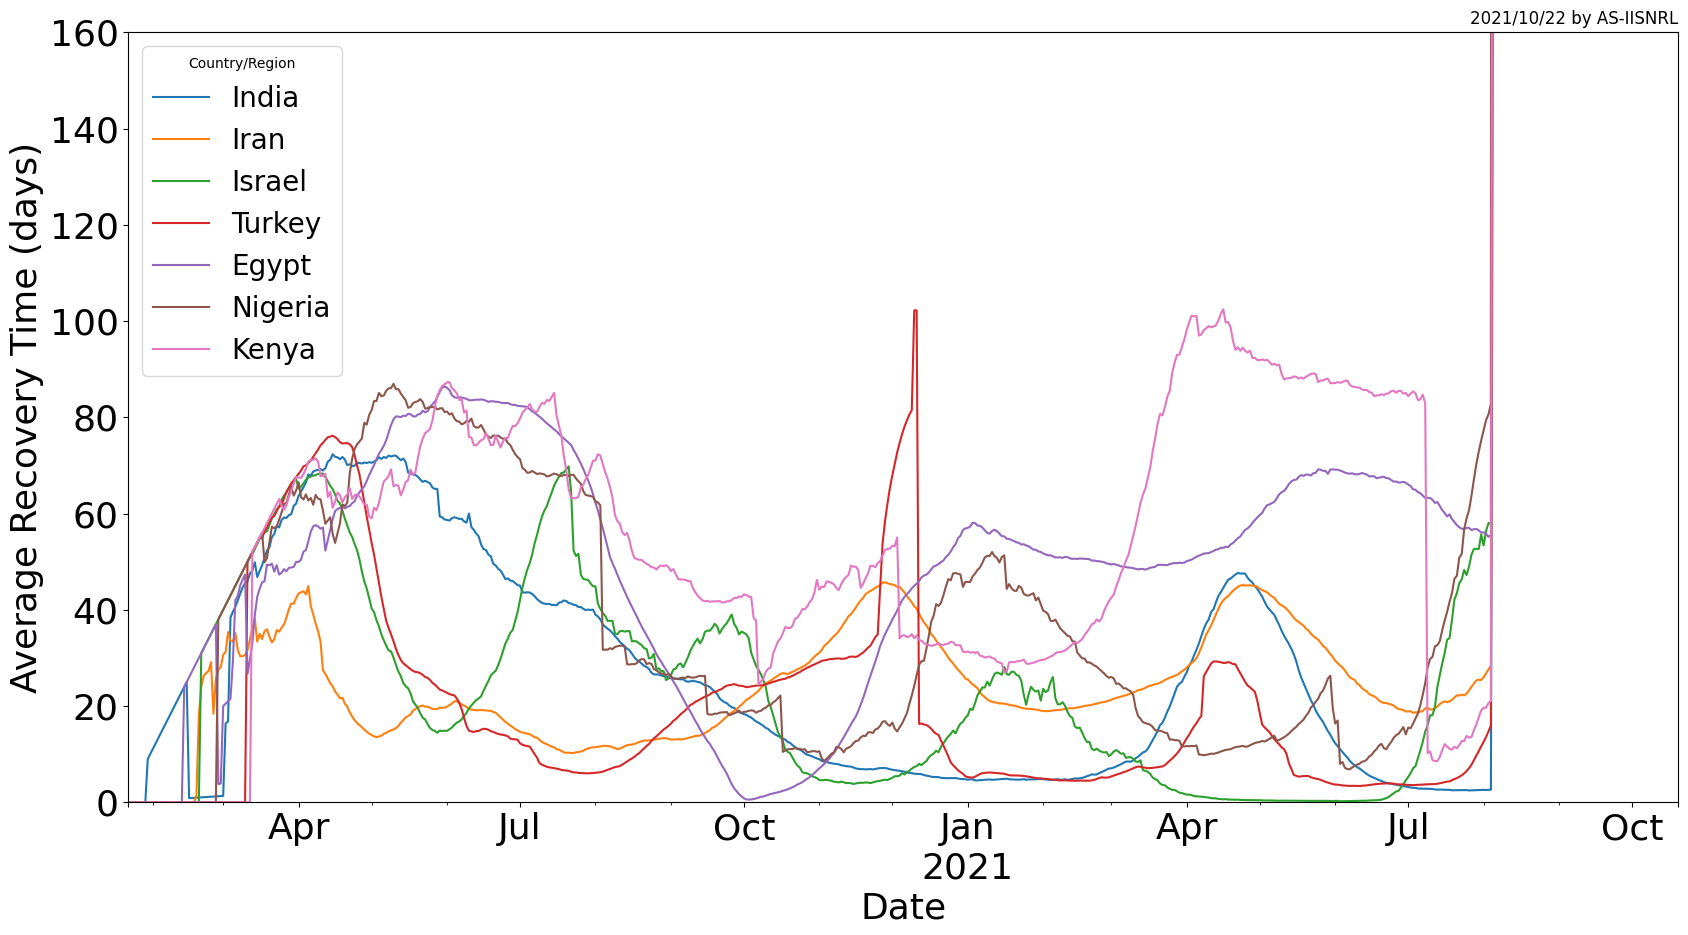 2021/10/22 by AS-IISNRL
160
140
120
100
80
60
40
20
0
Average Recovery Time (days)
Country/Region
India
Iran
Israel
Turkey
Egypt
Nigeria
Kenya
Apr
Jul
Oct
Jan
2021
Apr
Jul
Oct
Date